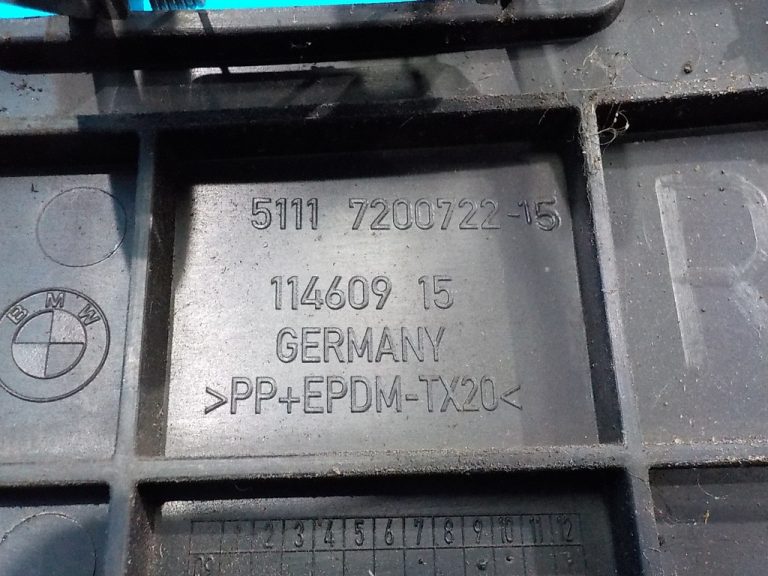 5111 7200722-15
114609 15
GERMANY
>PP+EPDM-TX20<
BMW
R
1 2 3 4 5 6 7 8 9 10 11 12
09